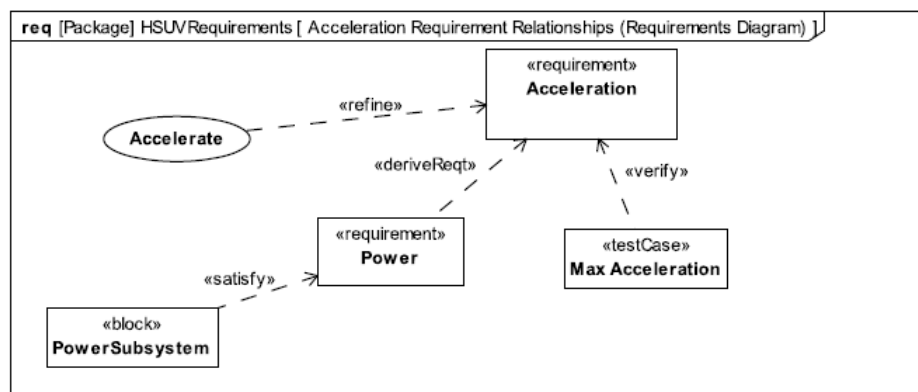 req [Package] HSUVRequirements [ Acceleration Requirement Relationships (Requirements Diagram) ]
«requirement»
Acceleration
«refine»
Accelerate
«deriveReqt»
«verify»
«requirement»
Power
«testCase»
Max Acceleration
«satisfy»
«block»
PowerSubsystem